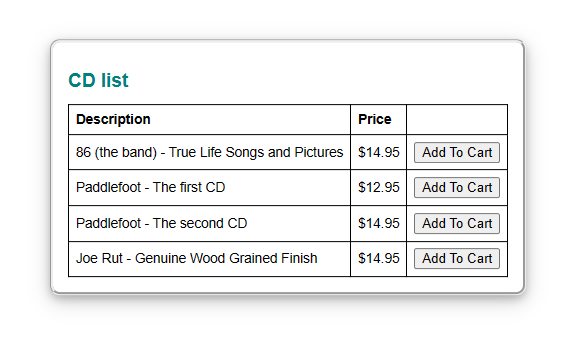 CD list
Description Price
86 (the band) - True Life Songs and Pictures $14.95 Add To Cart
Paddlefoot - The first CD $12.95 Add To Cart
Paddlefoot - The second CD $14.95 Add To Cart
Joe Rut - Genuine Wood Grained Finish $14.95 Add To Cart